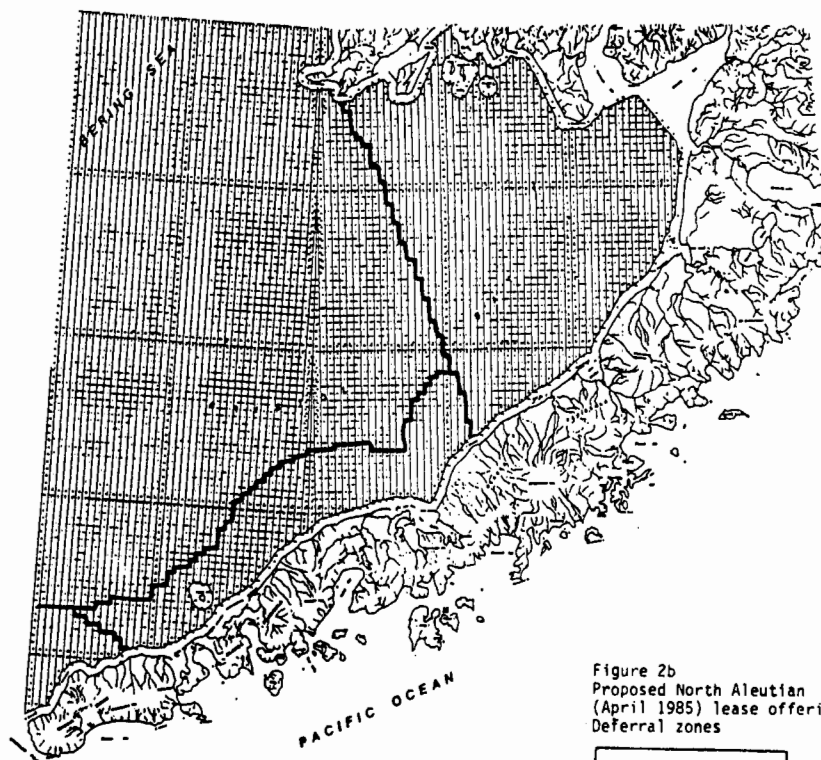 BERING SEA
PACIFIC OCEAN
Figure 2b
Proposed North Aleutian
(April 1985) lease offeri
Deferral zones